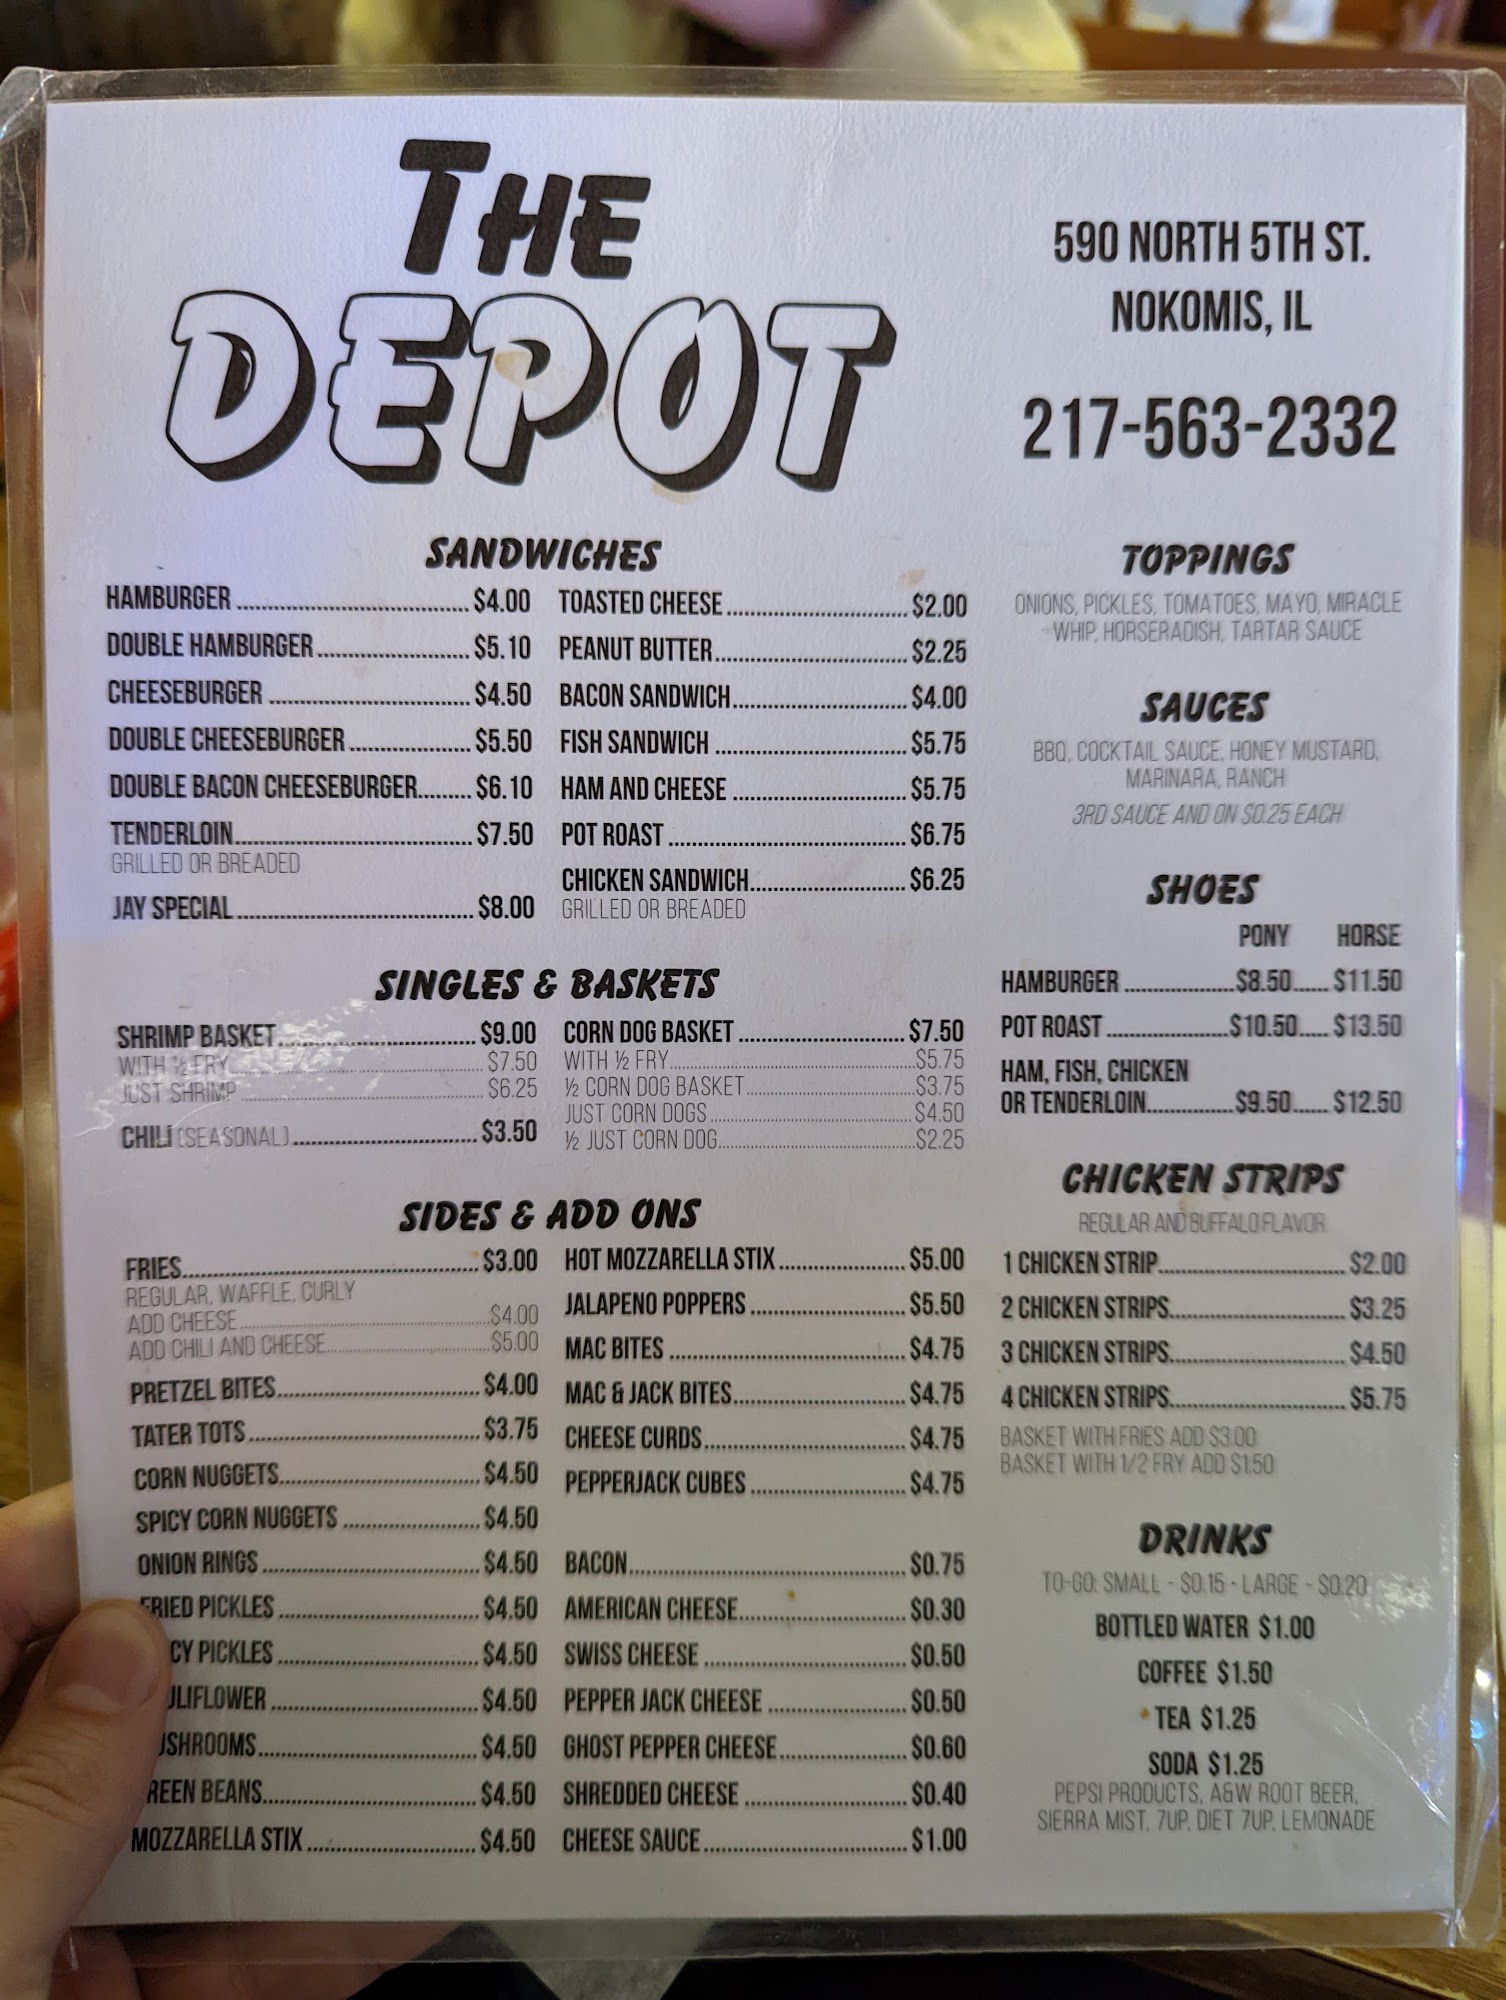 THE
DEPOT
590 NORTH 5TH ST.
NOKOMIS, IL
217-563-2332
SANDWICHES
HAMBURGER $4.00
DOUBLE HAMBURGER $5.10
CHEESEBURGER $4.50
DOUBLE CHEESEBURGER $5.50
DOUBLE BACON CHEESEBURGER $6.10
TENDERLOIN $7.50
GRILLED OR BREADED
JAY SPECIAL $8.00
TOASTED CHEESE $2.00
PEANUT BUTTER $2.25
BACON SANDWICH $4.00
FISH SANDWICH $5.75
HAM AND CHEESE $5.75
POT ROAST $6.75
CHICKEN SANDWICH $6.25
GRILLED OR BREADED
SINGLES & BASKETS
SHRIMP BASKET $9.00
WITH ½ FRY $7.50
JUST SHRIMP $6.25
CHILI (SEASONAL) $3.50
CORN DOG BASKET $7.50
WITH ½ FRY $5.75
½ CORN DOG BASKET $3.75
JUST CORN DOGS $4.50
½ JUST CORN DOG $2.25
SIDES & ADD ONS
FRIES $3.00
REGULAR, WAFFLE, CURLY
ADD CHEESE $4.00
ADD CHILI AND CHEESE $5.00
PRETZEL BITES $4.00
TATER TOTS $3.75
CORN NUGGETS $4.50
SPICY CORN NUGGETS $4.50
ONION RINGS $4.50
FRIED PICKLES $4.50
CY PICKLES $4.50
ULIFLOWER $4.50
USHROOMS $4.50
REEN BEANS $4.50
MOZZARELLA STIX $4.50
HOT MOZZARELLA STIX $5.00
JALAPENO POPPERS $5.50
MAC BITES $4.75
MAC & JACK BITES $4.75
CHEESE CURDS $4.75
PEPPERJACK CUBES $4.75
BACON $0.75
AMERICAN CHEESE $0.30
SWISS CHEESE $0.50
PEPPER JACK CHEESE $0.50
GHOST PEPPER CHEESE $0.60
SHREDDED CHEESE $0.40
CHEESE SAUCE $1.00
TOPPINGS
ONIONS, PICKLES, TOMATOES, MAYO, MIRACLE
WHIP, HORSERADISH, TARTAR SAUCE
SAUCES
BBQ, COCKTAIL SAUCE, HONEY MUSTARD,
MARINARA, RANCH
3RD SAUCE AND ON $0.25 EACH
SHOES
PONY HORSE
HAMBURGER $8.50 $11.50
POT ROAST $10.50 $13.50
HAM, FISH, CHICKEN
OR TENDERLOIN $9.50 $12.50
CHICKEN STRIPS
REGULAR AND BUFFALO FLAVOR
1 CHICKEN STRIP $2.00
2 CHICKEN STRIPS $3.25
3 CHICKEN STRIPS $4.50
4 CHICKEN STRIPS $5.75
BASKET WITH FRIES ADD $3.00
BASKET WITH 1/2 FRY ADD $1.50
DRINKS
TO-GO: SMALL - $0.15 • LARGE - $0.20
BOTTLED WATER $1.00
COFFEE $1.50
TEA $1.25
SODA $1.25
PEPSI PRODUCTS, A&W ROOT BEER,
SIERRA MIST, 7UP, DIET 7UP, LEMONADE